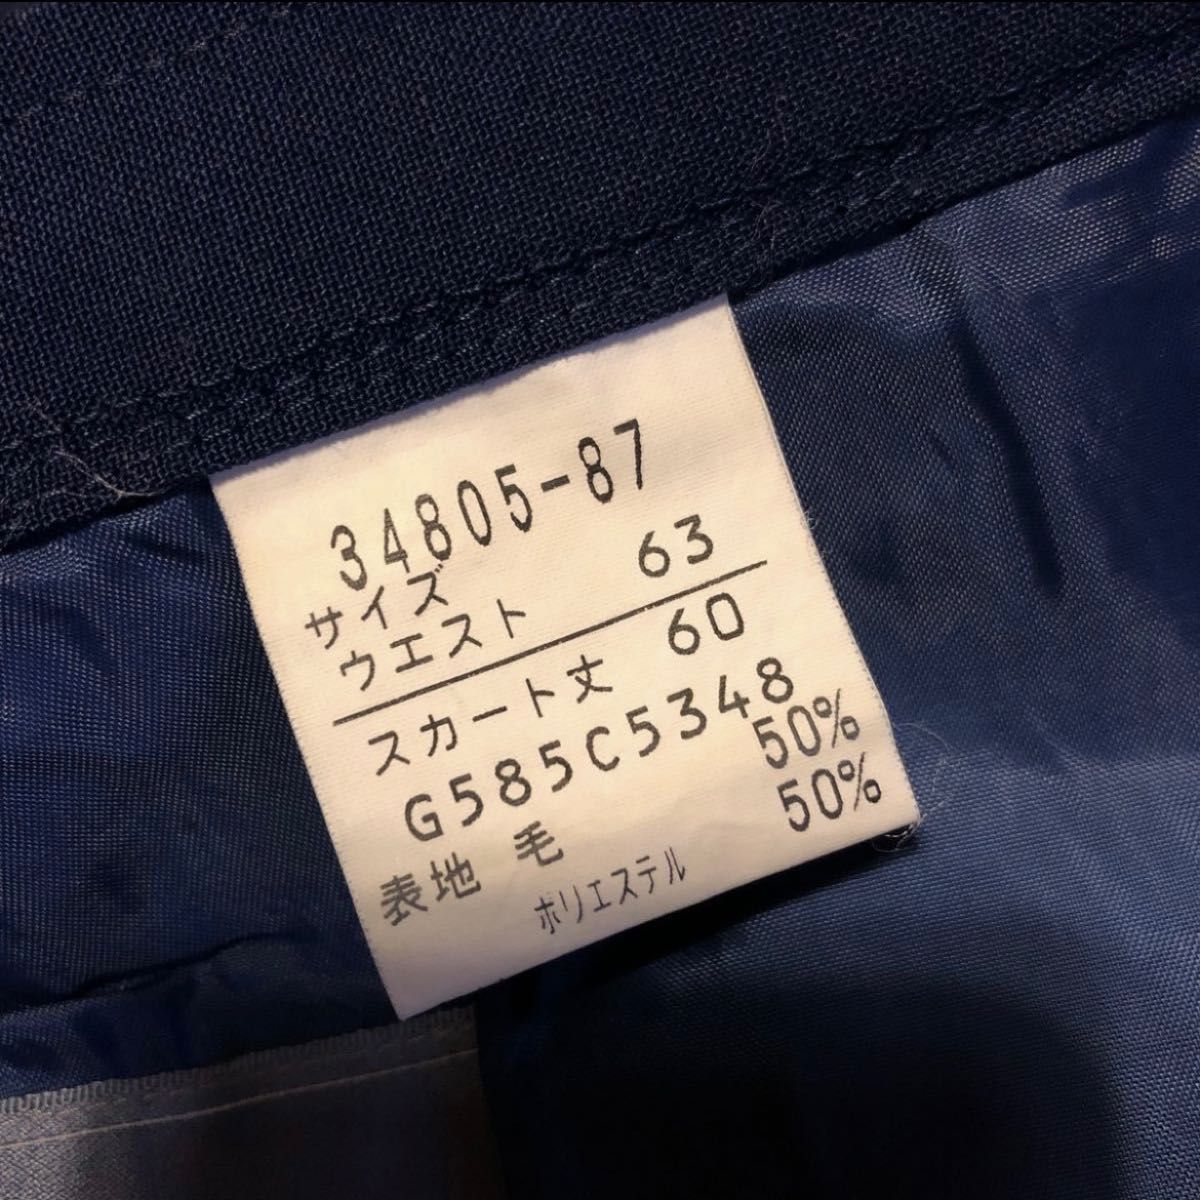 34805-87
サイズ
ウエスト 63
スカート丈 60
G585C5348
表地 毛 50%
ポリエステル 50%